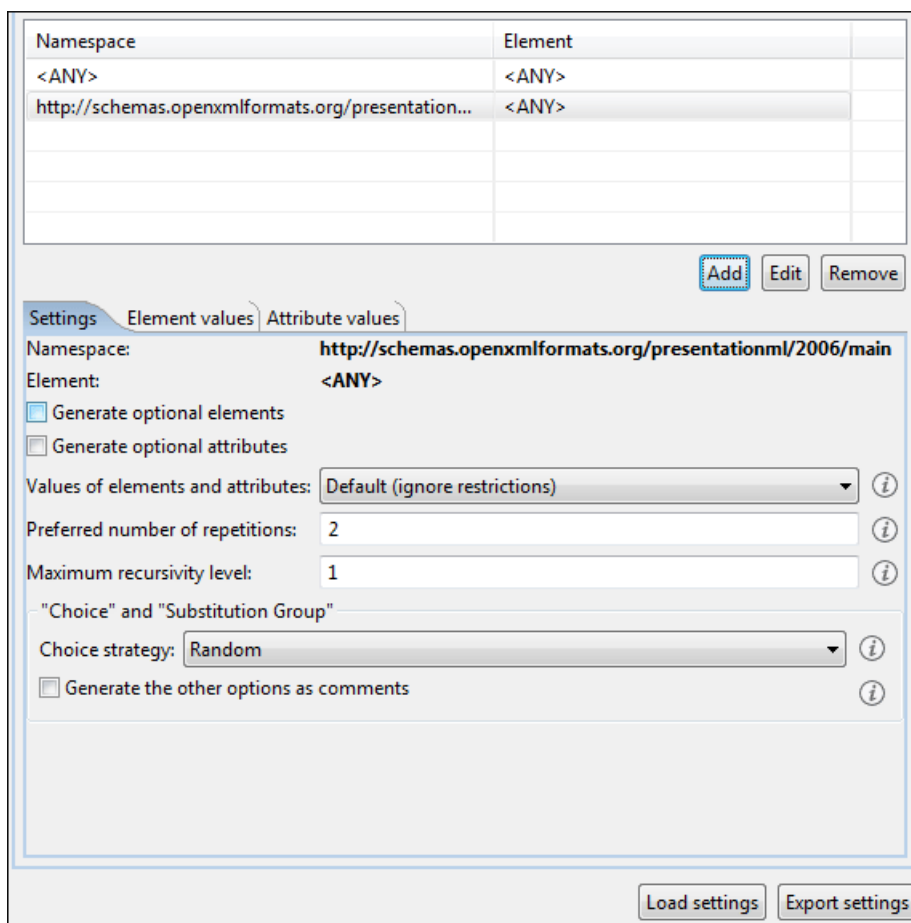 Namespace Element
<ANY> <ANY>
http://schemas.openxmlformats.org/presentation... <ANY>
Add Edit Remove
Settings Element values Attribute values
Namespace: http://schemas.openxmlformats.org/presentationml/2006/main
Element: <ANY>
Generate optional elements
Generate optional attributes
Values of elements and attributes: Default (ignore restrictions)
Preferred number of repetitions: 2
Maximum recursivity level: 1
"Choice" and "Substitution Group"
Choice strategy: Random
Generate the other options as comments
Load settings Export settings